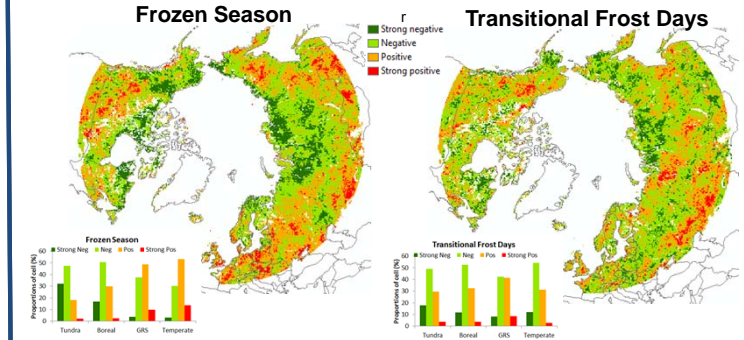 Frozen Season
r
Transitional Frost Days
Strong negative
Negative
Positive
Strong positive
Frozen Season
Strong Neg Neg Pos Strong Pos
Proportions of cell (%)
60
50
40
30
20
10
0
Tundra Boreal GRS Temperate
Transitional Frost Days
Strong Neg Neg Pos Strong Pos
Proportions of cell (%)
60
50
40
30
20
10
0
Tundra Boreal GRS Temperate